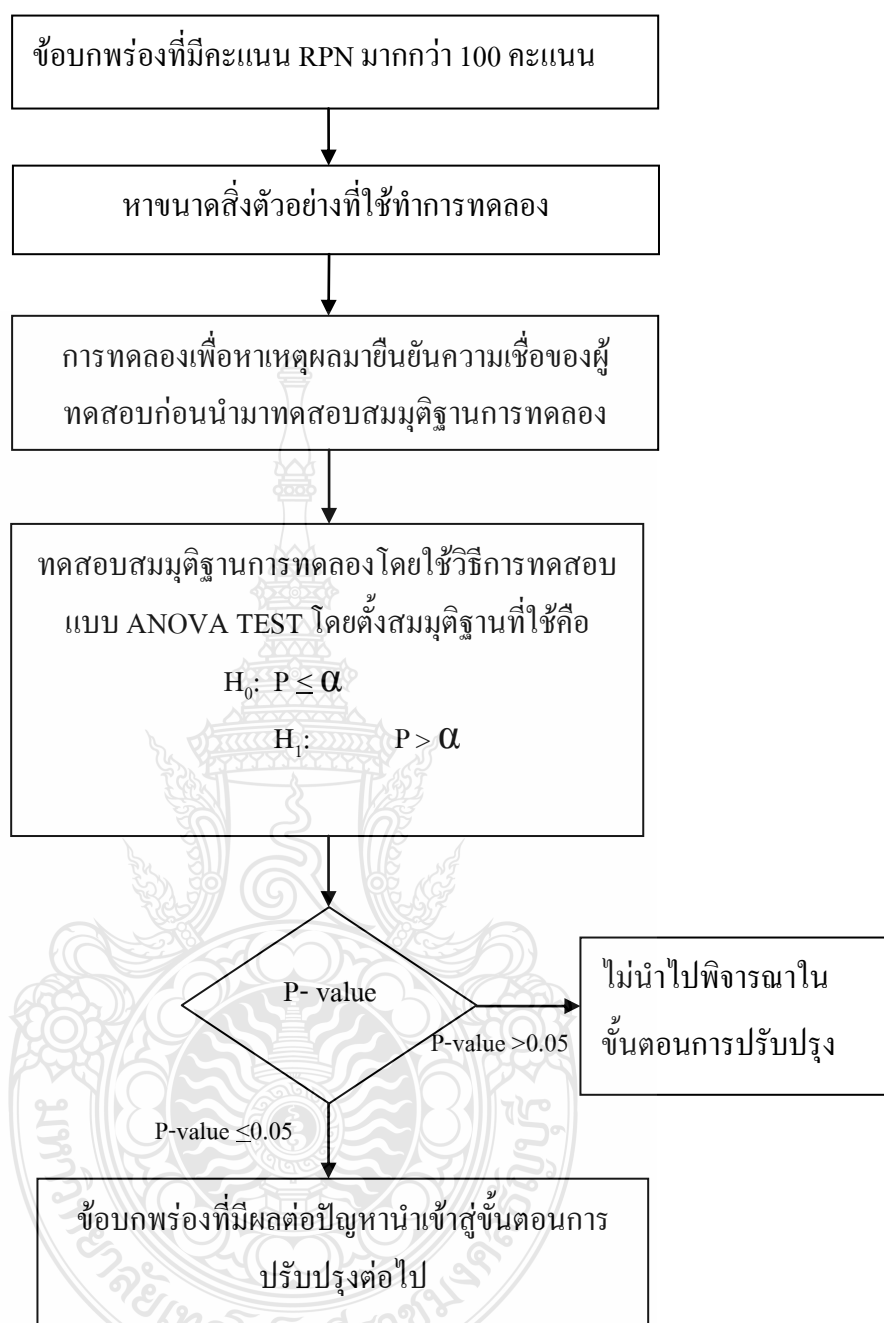 ข้อบกพร่องที่มีคะแนน RPN มากกว่า 100 คะแนน
หาขนาดสิ่งตัวอย่างที่ใช้ทำการทดลอง
การทดลองเพื่อหาเหตุผลมายืนยันความเชื่อของผู้
ทดสอบก่อนนำมาทดสอบสมมุติฐานการทดลอง
ทดสอบสมมุติฐานการทดลองโดยใช้วิธีการทดสอบ
แบบ ANOVA TEST โดยตั้งสมมุติฐานที่ใช้คือ
H₀: P ≤ α
H₁: P > α
P- value
P-value >0.05
ไม่นำไปพิจารณาใน
ขั้นตอนการปรับปรุง
P-value ≤0.05
ข้อบกพร่องที่มีผลต่อปัญหานำเข้าสู่ขั้นตอนการ
ปรับปรุงต่อไป